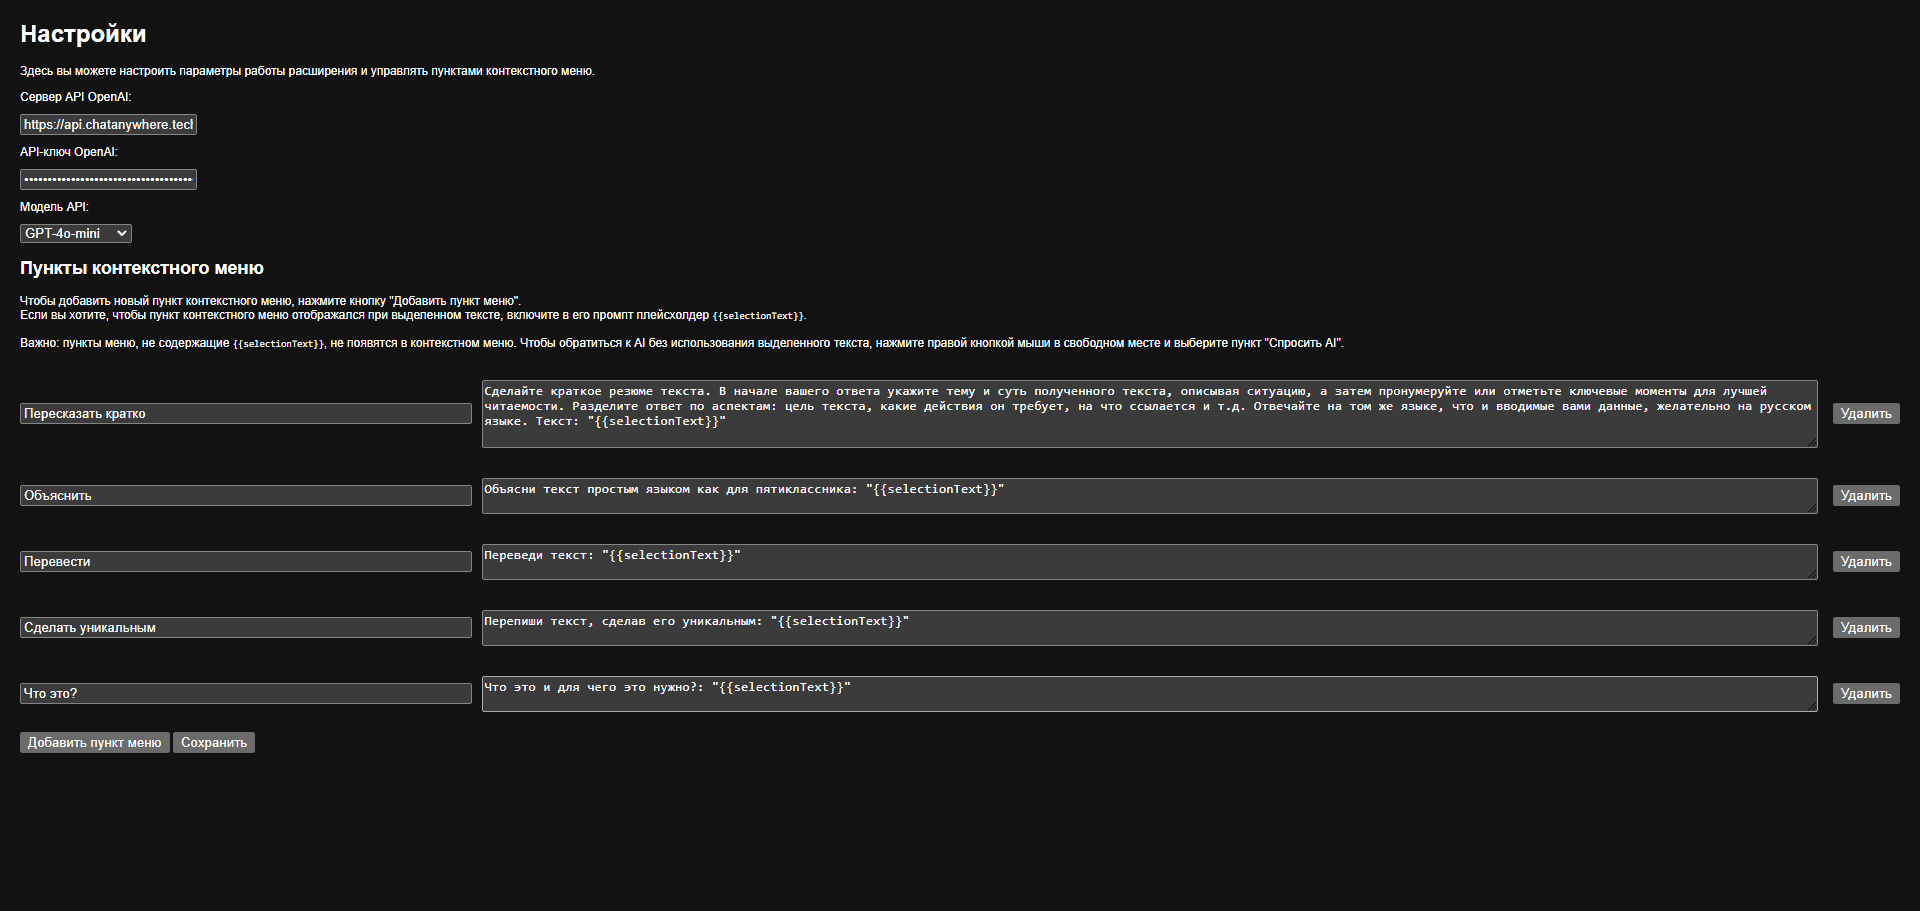 Настройки
Здесь вы можете настроить параметры работы расширения и управлять пунктами контекстного меню.
Сервер API OpenAI:
https://api.chatanywhere.tecl
API-ключ OpenAI:
••••••••••••••••••••••••••••••••••••
Модель API:
GPT-4o-mini
Пункты контекстного меню
Чтобы добавить новый пункт контекстного меню, нажмите кнопку "Добавить пункт меню".
Если вы хотите, чтобы пункт контекстного меню отображался при выделенном тексте, включите в его промпт плейсхолдер {{selectionText}}.
Важно: пункты меню, не содержащие {{selectionText}}, не появятся в контекстном меню. Чтобы обратиться к AI без использования выделенного текста, нажмите правой кнопкой мыши в свободном месте и выберите пункт "Спросить AI".
Пересказать кратко
Сделайте краткое резюме текста. В начале вашего ответа укажите тему и суть полученного текста, описывая ситуацию, а затем пронумеруйте или отметьте ключевые моменты для лучшей
читаемости. Разделите ответ по аспектам: цель текста, какие действия он требует, на что ссылается и т.д. Отвечайте на том же языке, что и вводимые вами данные, желательно на русском
языке. Текст: "{{selectionText}}"
Удалить
Объяснить
Объясни текст простым языком как для пятиклассника: "{{selectionText}}"
Удалить
Перевести
Переведи текст: "{{selectionText}}"
Удалить
Сделать уникальным
Перепиши текст, сделав его уникальным: "{{selectionText}}"
Удалить
Что это?
Что это и для чего это нужно?: "{{selectionText}}"
Удалить
Добавить пункт меню
Сохранить